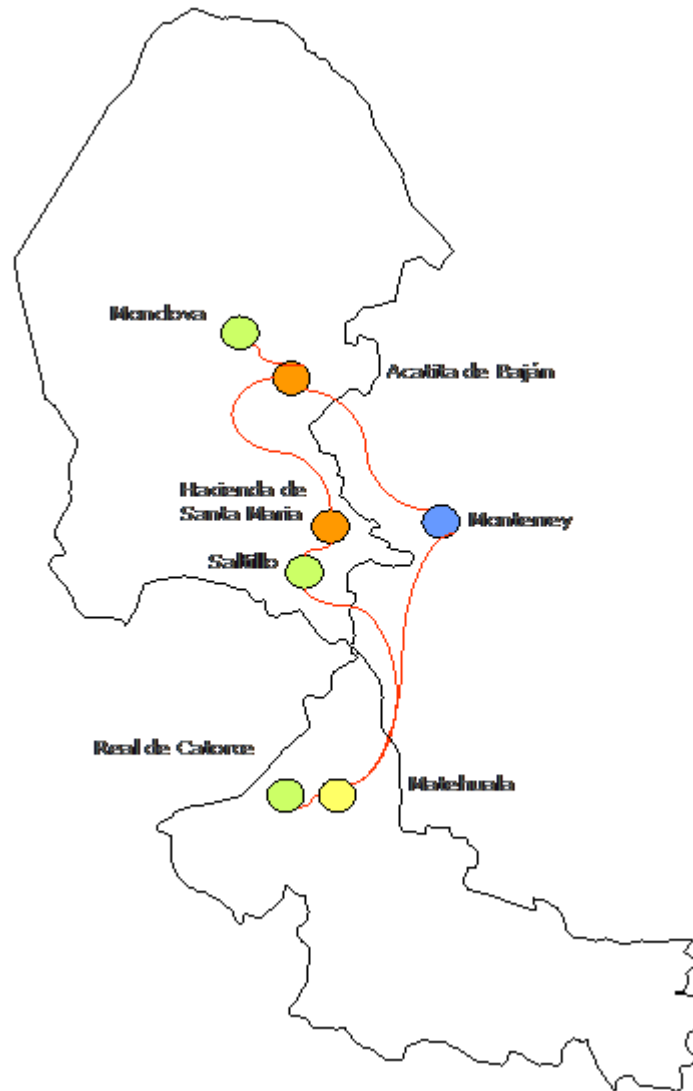 Monclova
Acatita de Baján
Hacienda de
Santa Maria
Monterrey
Saltillo
Real de Catorce
Matehuala